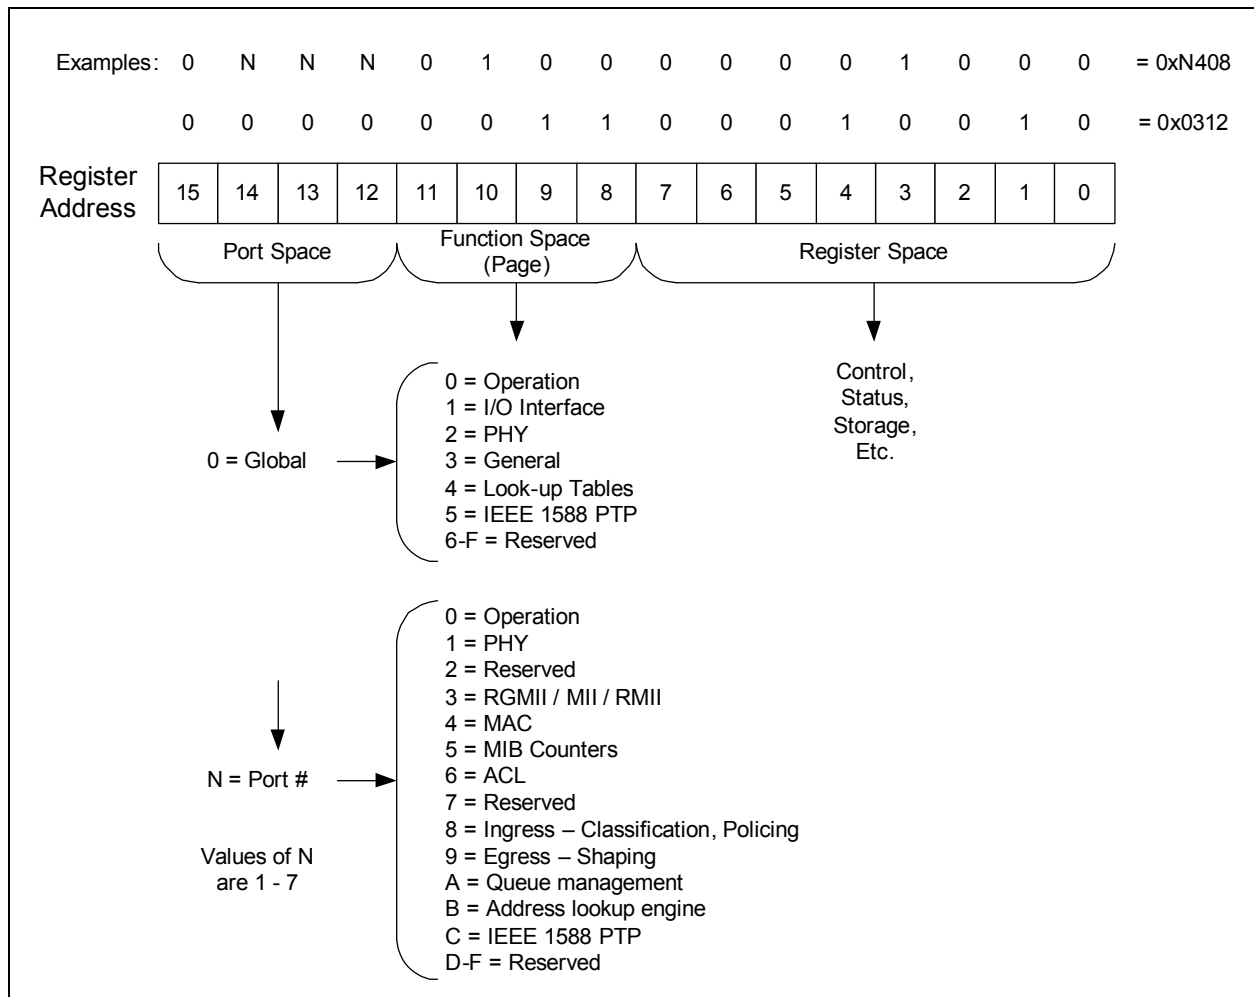 Examples: 0 N N N 0 1 0 0 0 0 0 0 1 0 0 0 = 0xN408
0 0 0 0 0 0 1 1 0 0 0 1 0 0 1 0 = 0x0312
Register
Address
15 14 13 12 11 10 9 8 7 6 5 4 3 2 1 0
Port Space
Function Space
(Page)
Register Space
0 = Global
0 = Operation
1 = I/O Interface
2 = PHY
3 = General
4 = Look-up Tables
5 = IEEE 1588 PTP
6-F = Reserved
Control,
Status,
Storage,
Etc.
N = Port #
Values of N
are 1 - 7
0 = Operation
1 = PHY
2 = Reserved
3 = RGMII / MII / RMII
4 = MAC
5 = MIB Counters
6 = ACL
7 = Reserved
8 = Ingress – Classification, Policing
9 = Egress – Shaping
A = Queue management
B = Address lookup engine
C = IEEE 1588 PTP
D-F = Reserved